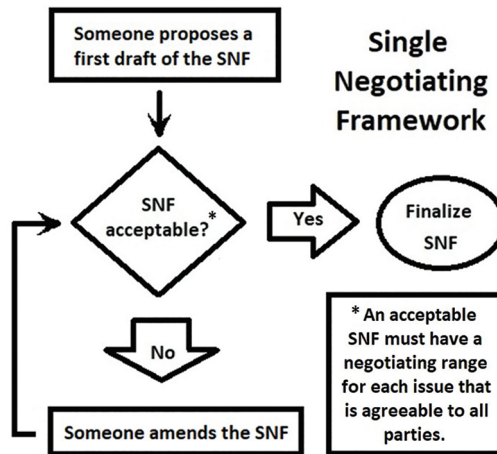 Someone proposes a
first draft of the SNF
Single
Negotiating
Framework
SNF
acceptable?*
Yes
Finalize
SNF
No
Someone amends the SNF
* An acceptable
SNF must have a
negotiating range
for each issue that
is agreeable to all
parties.